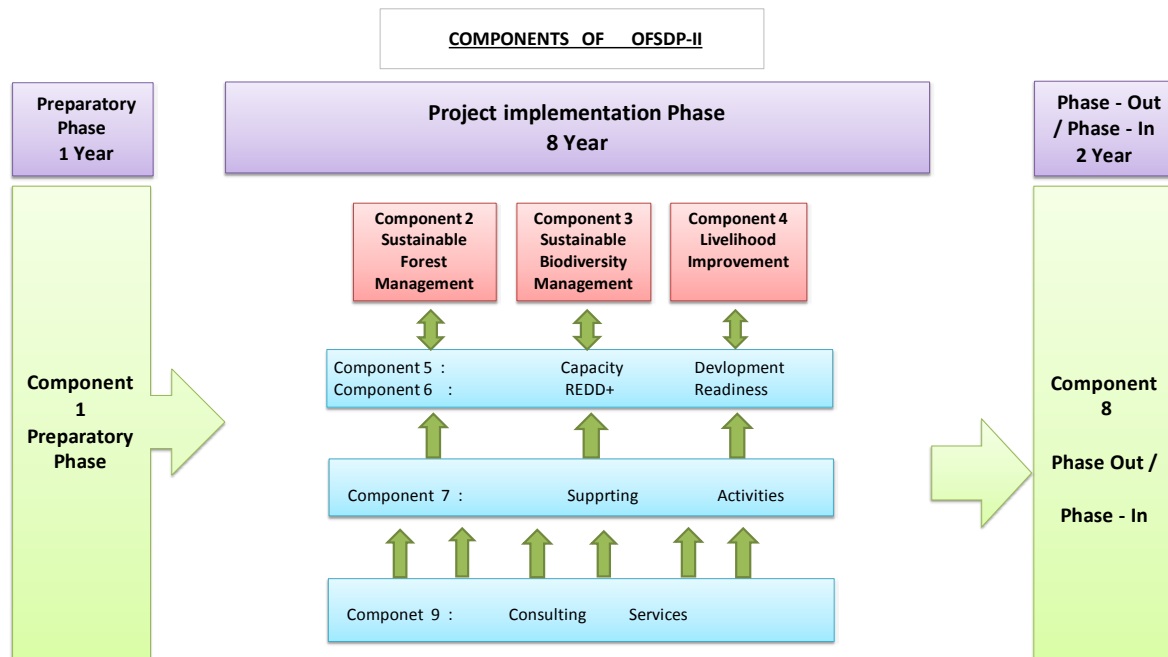 COMPONENTS OF OFSDP-II
Preparatory
Phase
1 Year
Project implementation Phase
8 Year
Phase - Out
/ Phase - In
2 Year
Component 2
Sustainable
Forest
Management
Component 3
Sustainable
Biodiversity
Management
Component 4
Livelihood
Improvement
Component 5 : Capacity Devlopment
Component 6 : REDD+ Readiness
Component
1
Preparatory
Phase
Component 7 : Supprting Activities
Componet 9 : Consulting Services
Component
8
Phase Out /
Phase - In